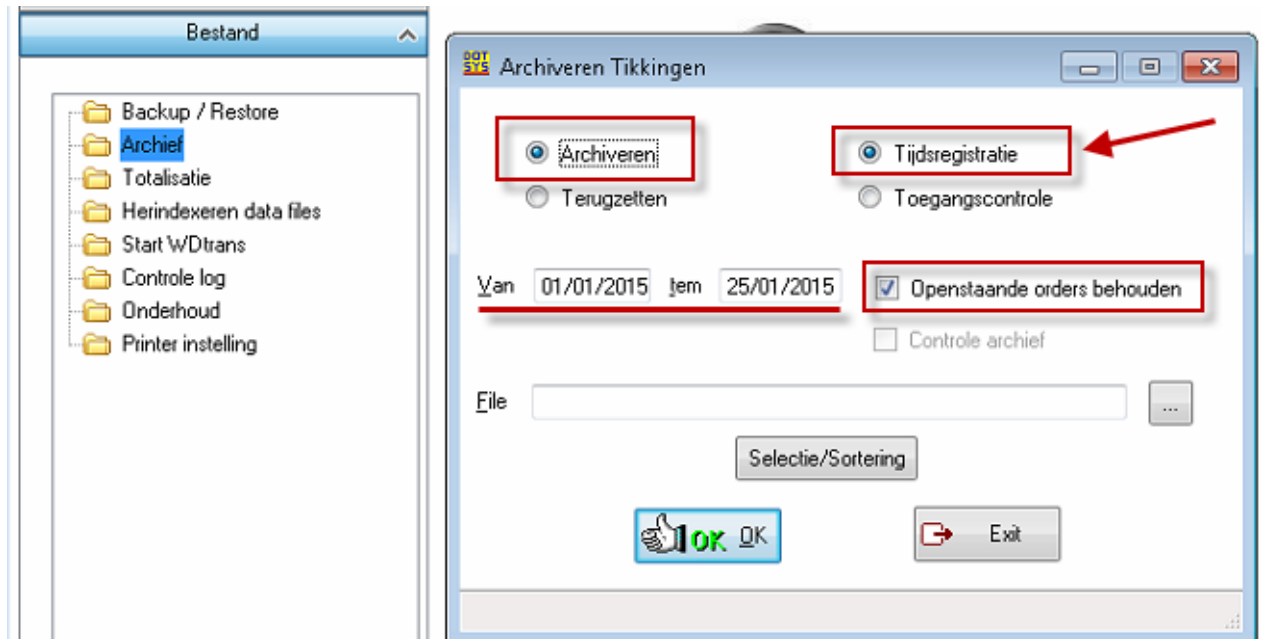 Bestand
Backup / Restore
Archief
Totalisatie
Herindexeren data files
Start WDtrans
Controle log
Onderhoud
Printer instelling
DOT
SYS
Archiveren Tikkingen
Archiveren
Tijdsregistratie
Terugzetten
Toegangscontrole
Van 01/01/2015 tem 25/01/2015
Openstaande orders behouden
Controle archief
File
...
Selectie/Sortering
OK OK
Exit